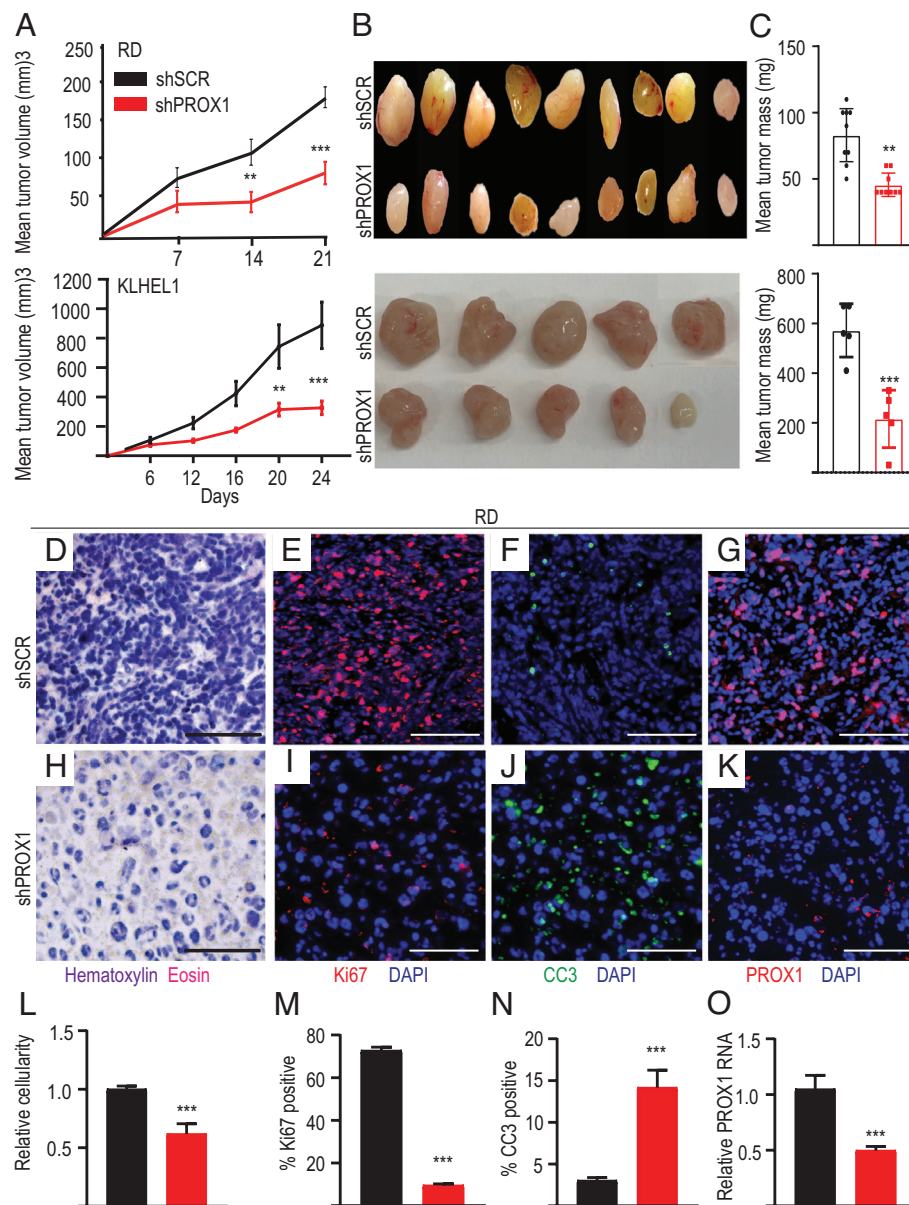 A
Mean tumor volume (mm)3
250
200
150
100
50
RD
shSCR
shPROX1
**
***
7
14
21
Mean tumor volume (mm)3
1200
1000
800
600
400
200
KLHEL1
**
***
6
12
16
20
24
Days
B
shSCR
shPROX1
shSCR
shPROX1
C
Mean tumor mass (mg)
150
100
50
**
Mean tumor mass (mg)
800
600
400
200
***
RD
shSCR
D
E
F
G
shPROX1
H
I
J
K
Hematoxylin Eosin
Ki67 DAPI
CC3 DAPI
PROX1 DAPI
L
Relative cellularity
1.5
1.0
0.5
***
M
% Ki67 positive
80
60
40
20
***
N
% CC3 positive
20
15
10
5
***
O
Relative PROX1 RNA
1.5
1.0
0.5
***